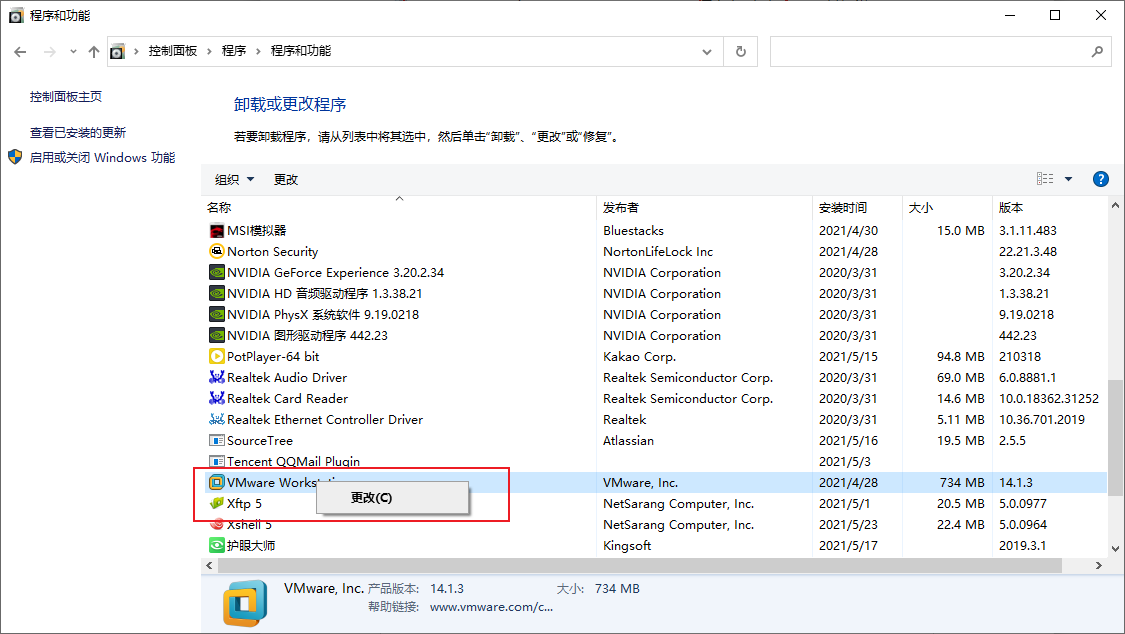 程序和功能
控制面板 › 程序 › 程序和功能
控制面板主页
查看已安装的更新
启用或关闭 Windows 功能
卸载或更改程序
若要卸载程序，请从列表中将其选中，然后单击“卸载”、“更改”或“修复”。
组织 更改
名称 发布者 安装时间 大小 版本
MSI模拟器 Bluestacks 2021/4/30 15.0 MB 3.1.11.483
Norton Security NortonLifeLock Inc 2021/4/28 22.21.3.48
NVIDIA GeForce Experience 3.20.2.34 NVIDIA Corporation 2020/3/31 3.20.2.34
NVIDIA HD 音频驱动程序 1.3.38.21 NVIDIA Corporation 2020/3/31 1.3.38.21
NVIDIA PhysX 系统软件 9.19.0218 NVIDIA Corporation 2020/3/31 9.19.0218
NVIDIA 图形驱动程序 442.23 NVIDIA Corporation 2020/3/31 442.23
PotPlayer-64 bit Kakao Corp. 2021/5/15 94.8 MB 210318
Realtek Audio Driver Realtek Semiconductor Corp. 2020/3/31 69.0 MB 6.0.8881.1
Realtek Card Reader Realtek Semiconductor Corp. 2020/3/31 14.6 MB 10.0.18362.31252
Realtek Ethernet Controller Driver Realtek 2020/3/31 5.11 MB 10.36.701.2019
SourceTree Atlassian 2021/5/16 19.5 MB 2.5.5
Tencent QQMail Plugin 2021/5/3
VMware VMware, Inc. 2021/4/28 734 MB 14.1.3
更改(C)
Xftp 5 NetSarang Computer, Inc. 2021/5/1 20.5 MB 5.0.0977
Xshell 5 NetSarang Computer, Inc. 2021/5/23 22.4 MB 5.0.0964
护眼大师 Kingsoft 2021/5/17 2019.3.1
VMware, Inc. 产品版本: 14.1.3 大小: 734 MB
帮助链接: www.vmware.com/c...